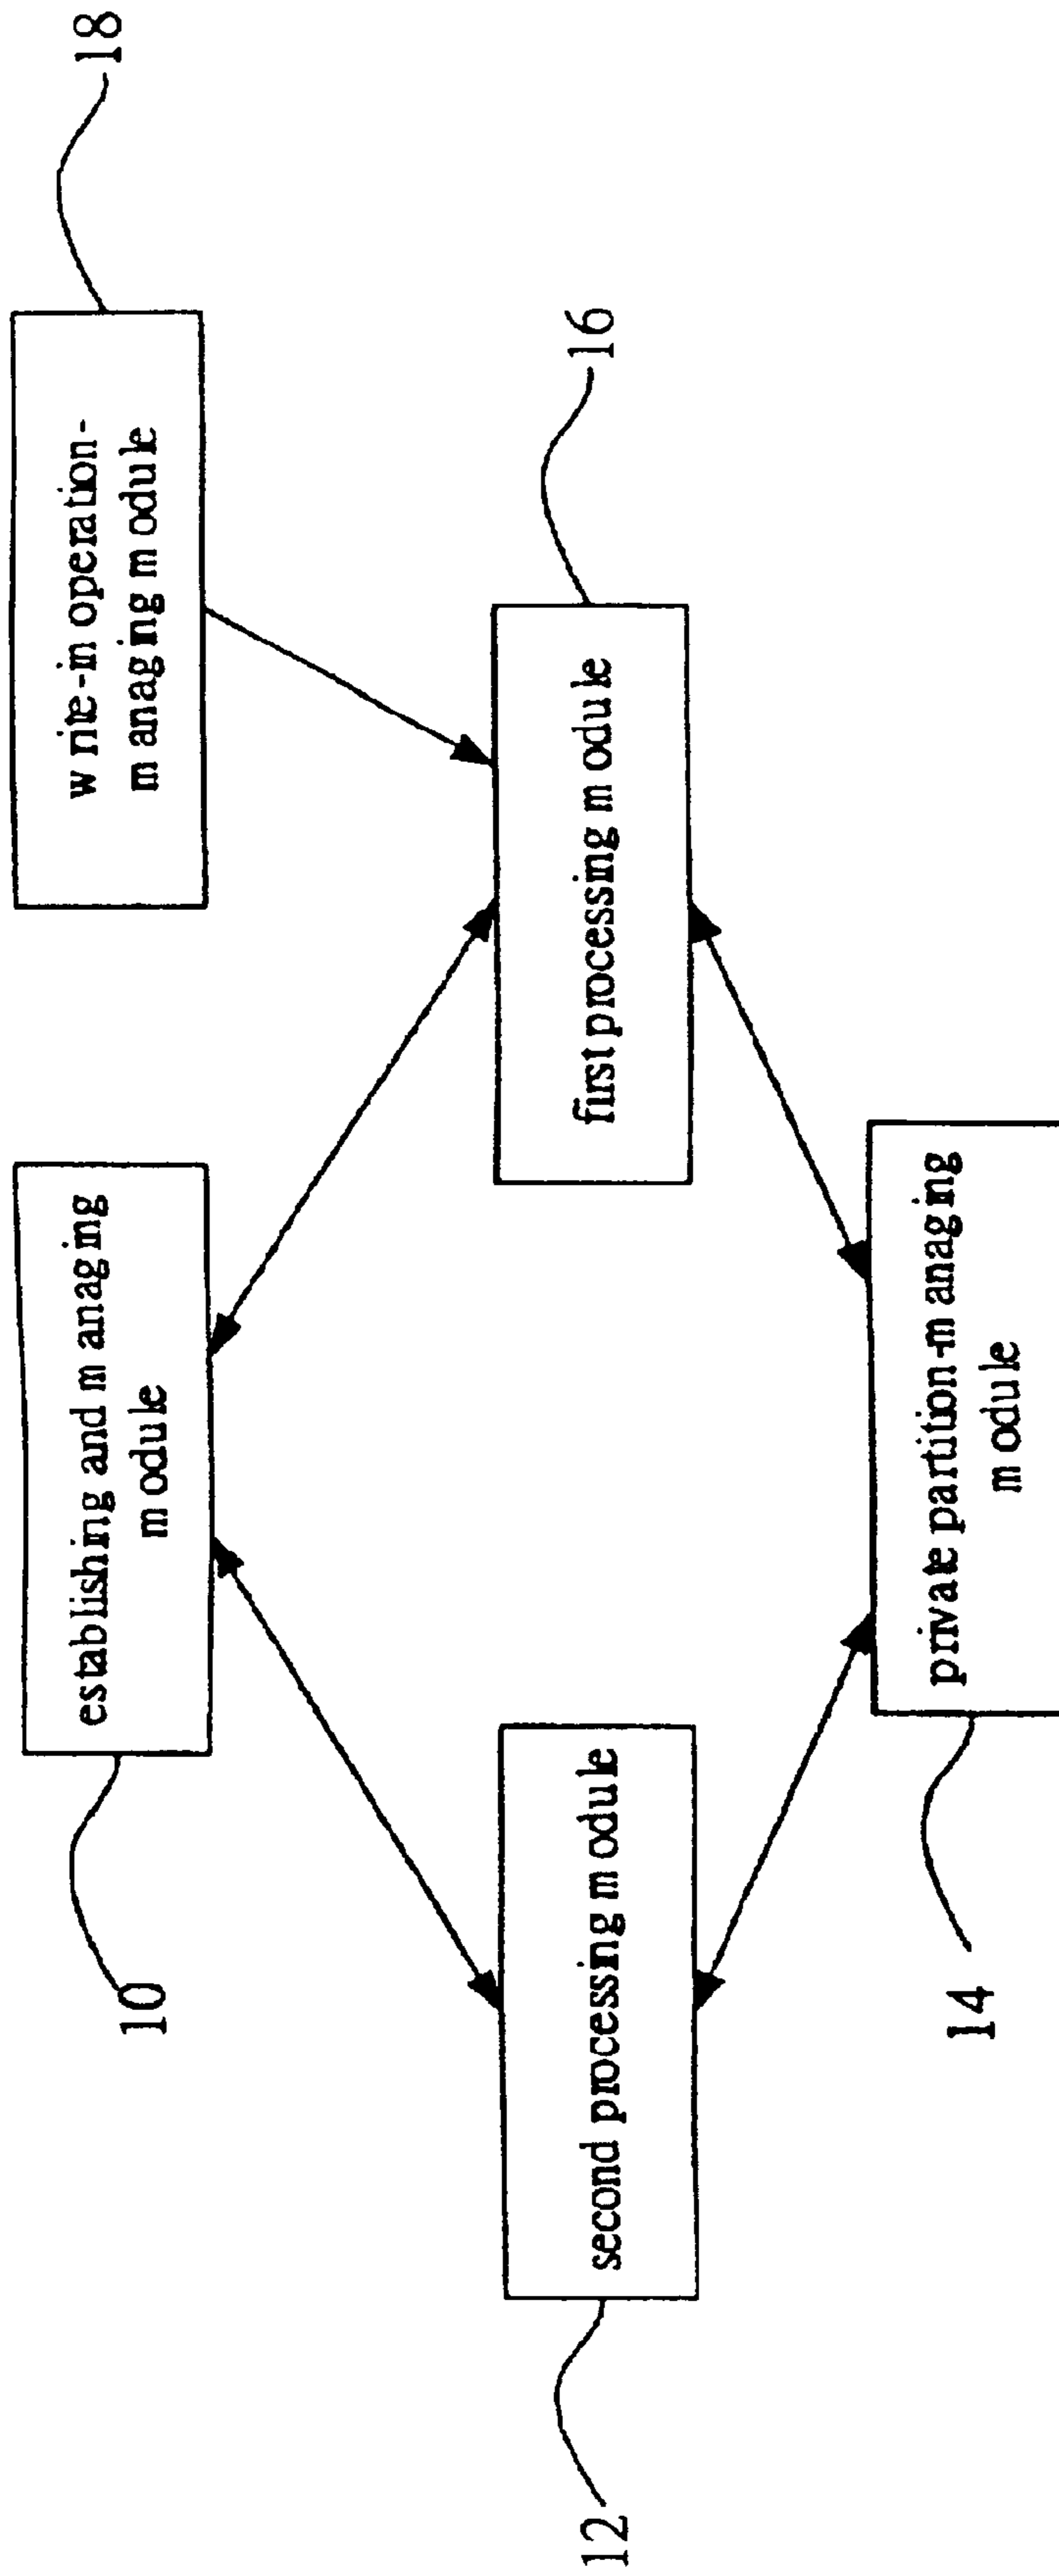 establishing and managing
module
10
write-in operation-
managing module
18
second processing module
12
first processing module
16
private partition-managing
module
14